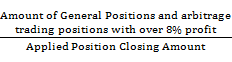 Amount of General Positions and arbitrage
trading positions with over 8% profit
Applied Position Closing Amount